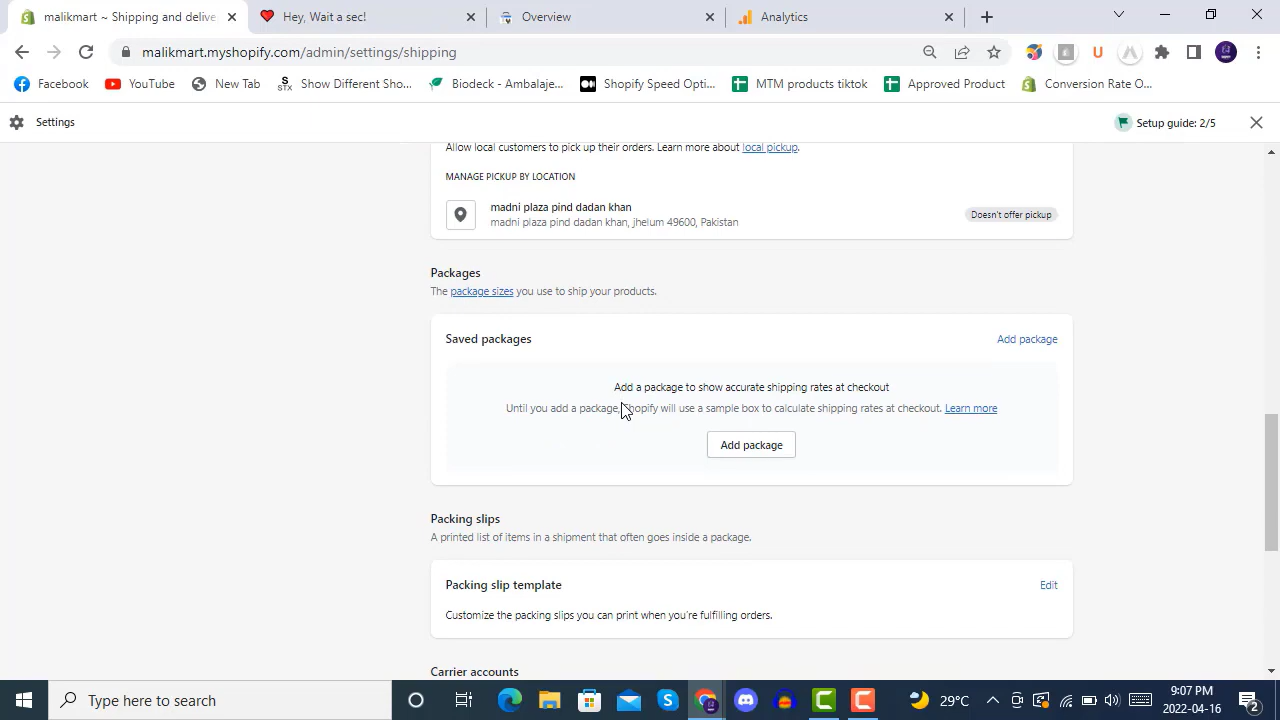 malikmart ~ Shipping and delive
Hey, Wait a sec!
Overview
Analytics
malikmart.myshopify.com/admin/settings/shipping
Facebook
YouTube
New Tab
STX
Show Different Sho...
Biodeck - Ambalaje...
Shopify Speed Opti...
MTM products tiktok
Approved Product
Conversion Rate O...
Settings
Setup guide: 2/5
Allow local customers to pick up their orders. Learn more about local pickup.
MANAGE PICKUP BY LOCATION
madni plaza pind dadan khan
madni plaza pind dadan khan, jhelum 49600, Pakistan
Doesn't offer pickup
Packages
The package sizes you use to ship your products.
Saved packages
Add package
Add a package to show accurate shipping rates at checkout
Until you add a package, Shopify will use a sample box to calculate shipping rates at checkout. Learn more
Add package
Packing slips
A printed list of items in a shipment that often goes inside a package.
Packing slip template
Edit
Customize the packing slips you can print when you're fulfilling orders.
Carrier accounts
Type here to search
29°C
9:07 PM
2022-04-16
2